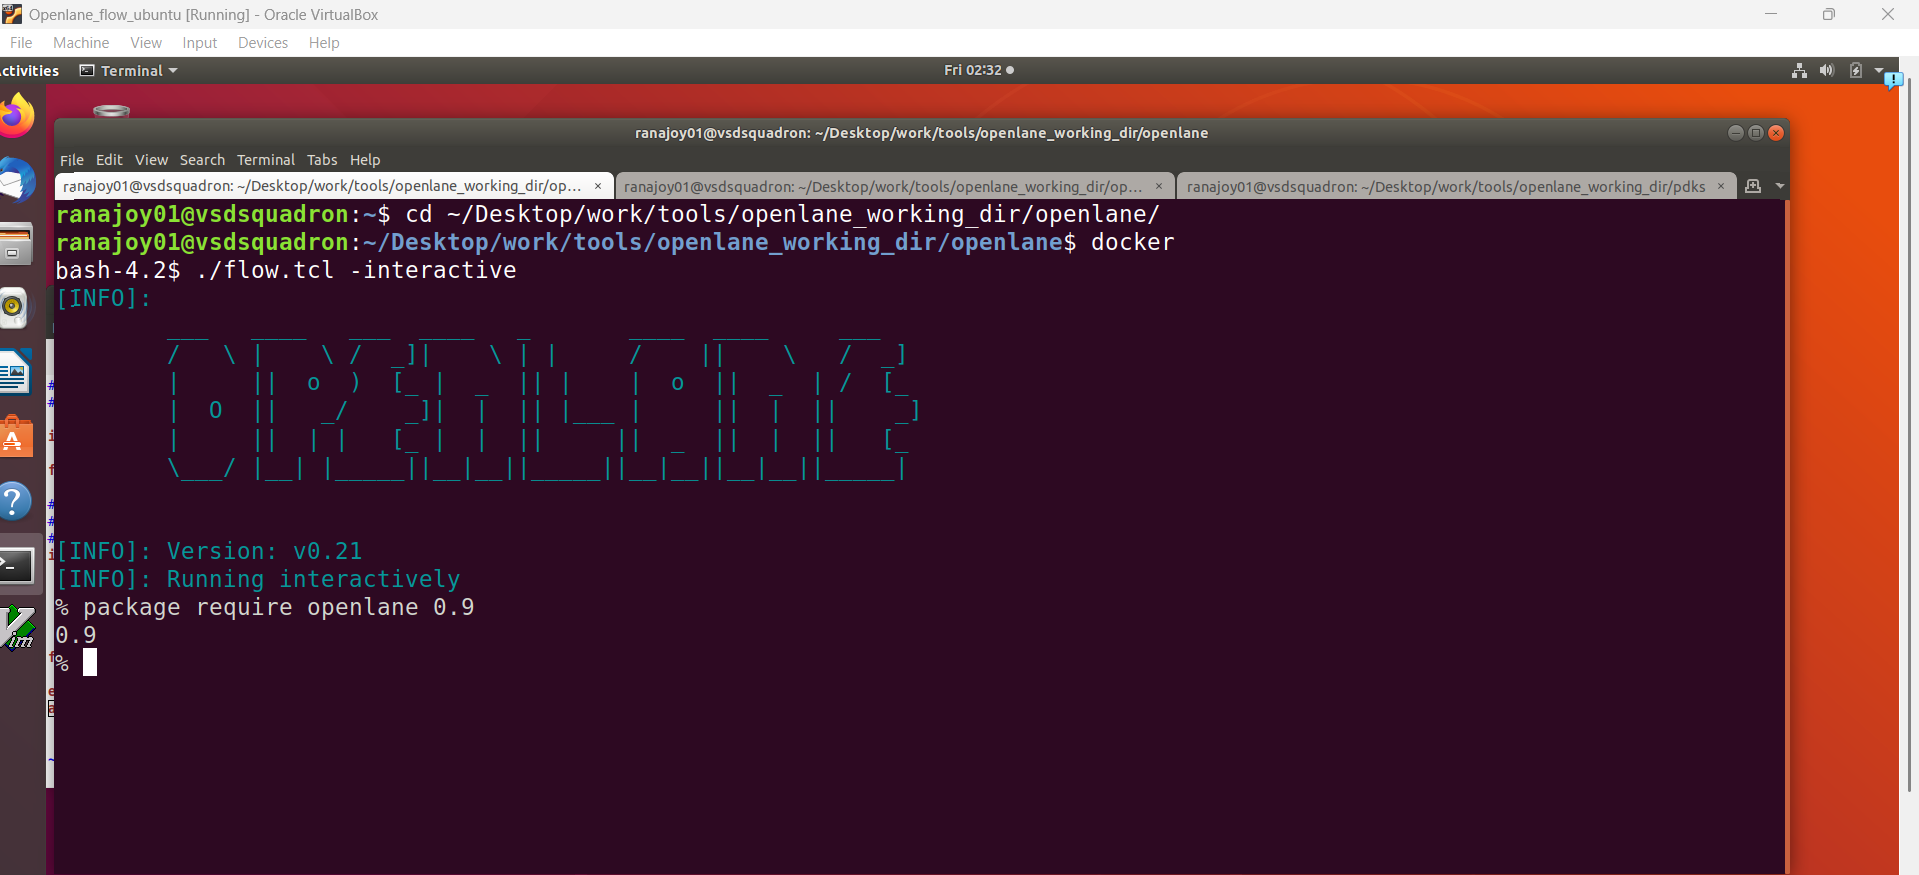 Openlane_flow_ubuntu [Running] - Oracle VirtualBox
File Machine View Input Devices Help
ctivities Terminal Fri 02:32
ranajoy01@vsdsquadron: ~/Desktop/work/tools/openlane_working_dir/openlane
File Edit View Search Terminal Tabs Help
ranajoy01@vsdsquadron: ~/Desktop/work/tools/openlane_working_dir/op... × ranajoy01@vsdsquadron: ~/Desktop/work/tools/openlane_working_dir/op... × ranajoy01@vsdsquadron: ~/Desktop/work/tools/openlane_working_dir/pdks ×
ranajoy01@vsdsquadron:~$ cd ~/Desktop/work/tools/openlane_working_dir/openlane/
ranajoy01@vsdsquadron:~/Desktop/work/tools/openlane_working_dir/openlane$ docker
bash-4.2$ ./flow.tcl -interactive
[INFO]:
OPENLANE
[INFO]: Version: v0.21
[INFO]: Running interactively
% package require openlane 0.9
0.9
%